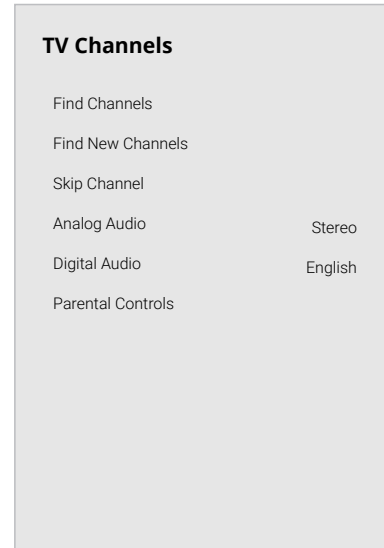 TV Channels
Find Channels
Find New Channels
Skip Channel
Analog Audio Stereo
Digital Audio English
Parental Controls